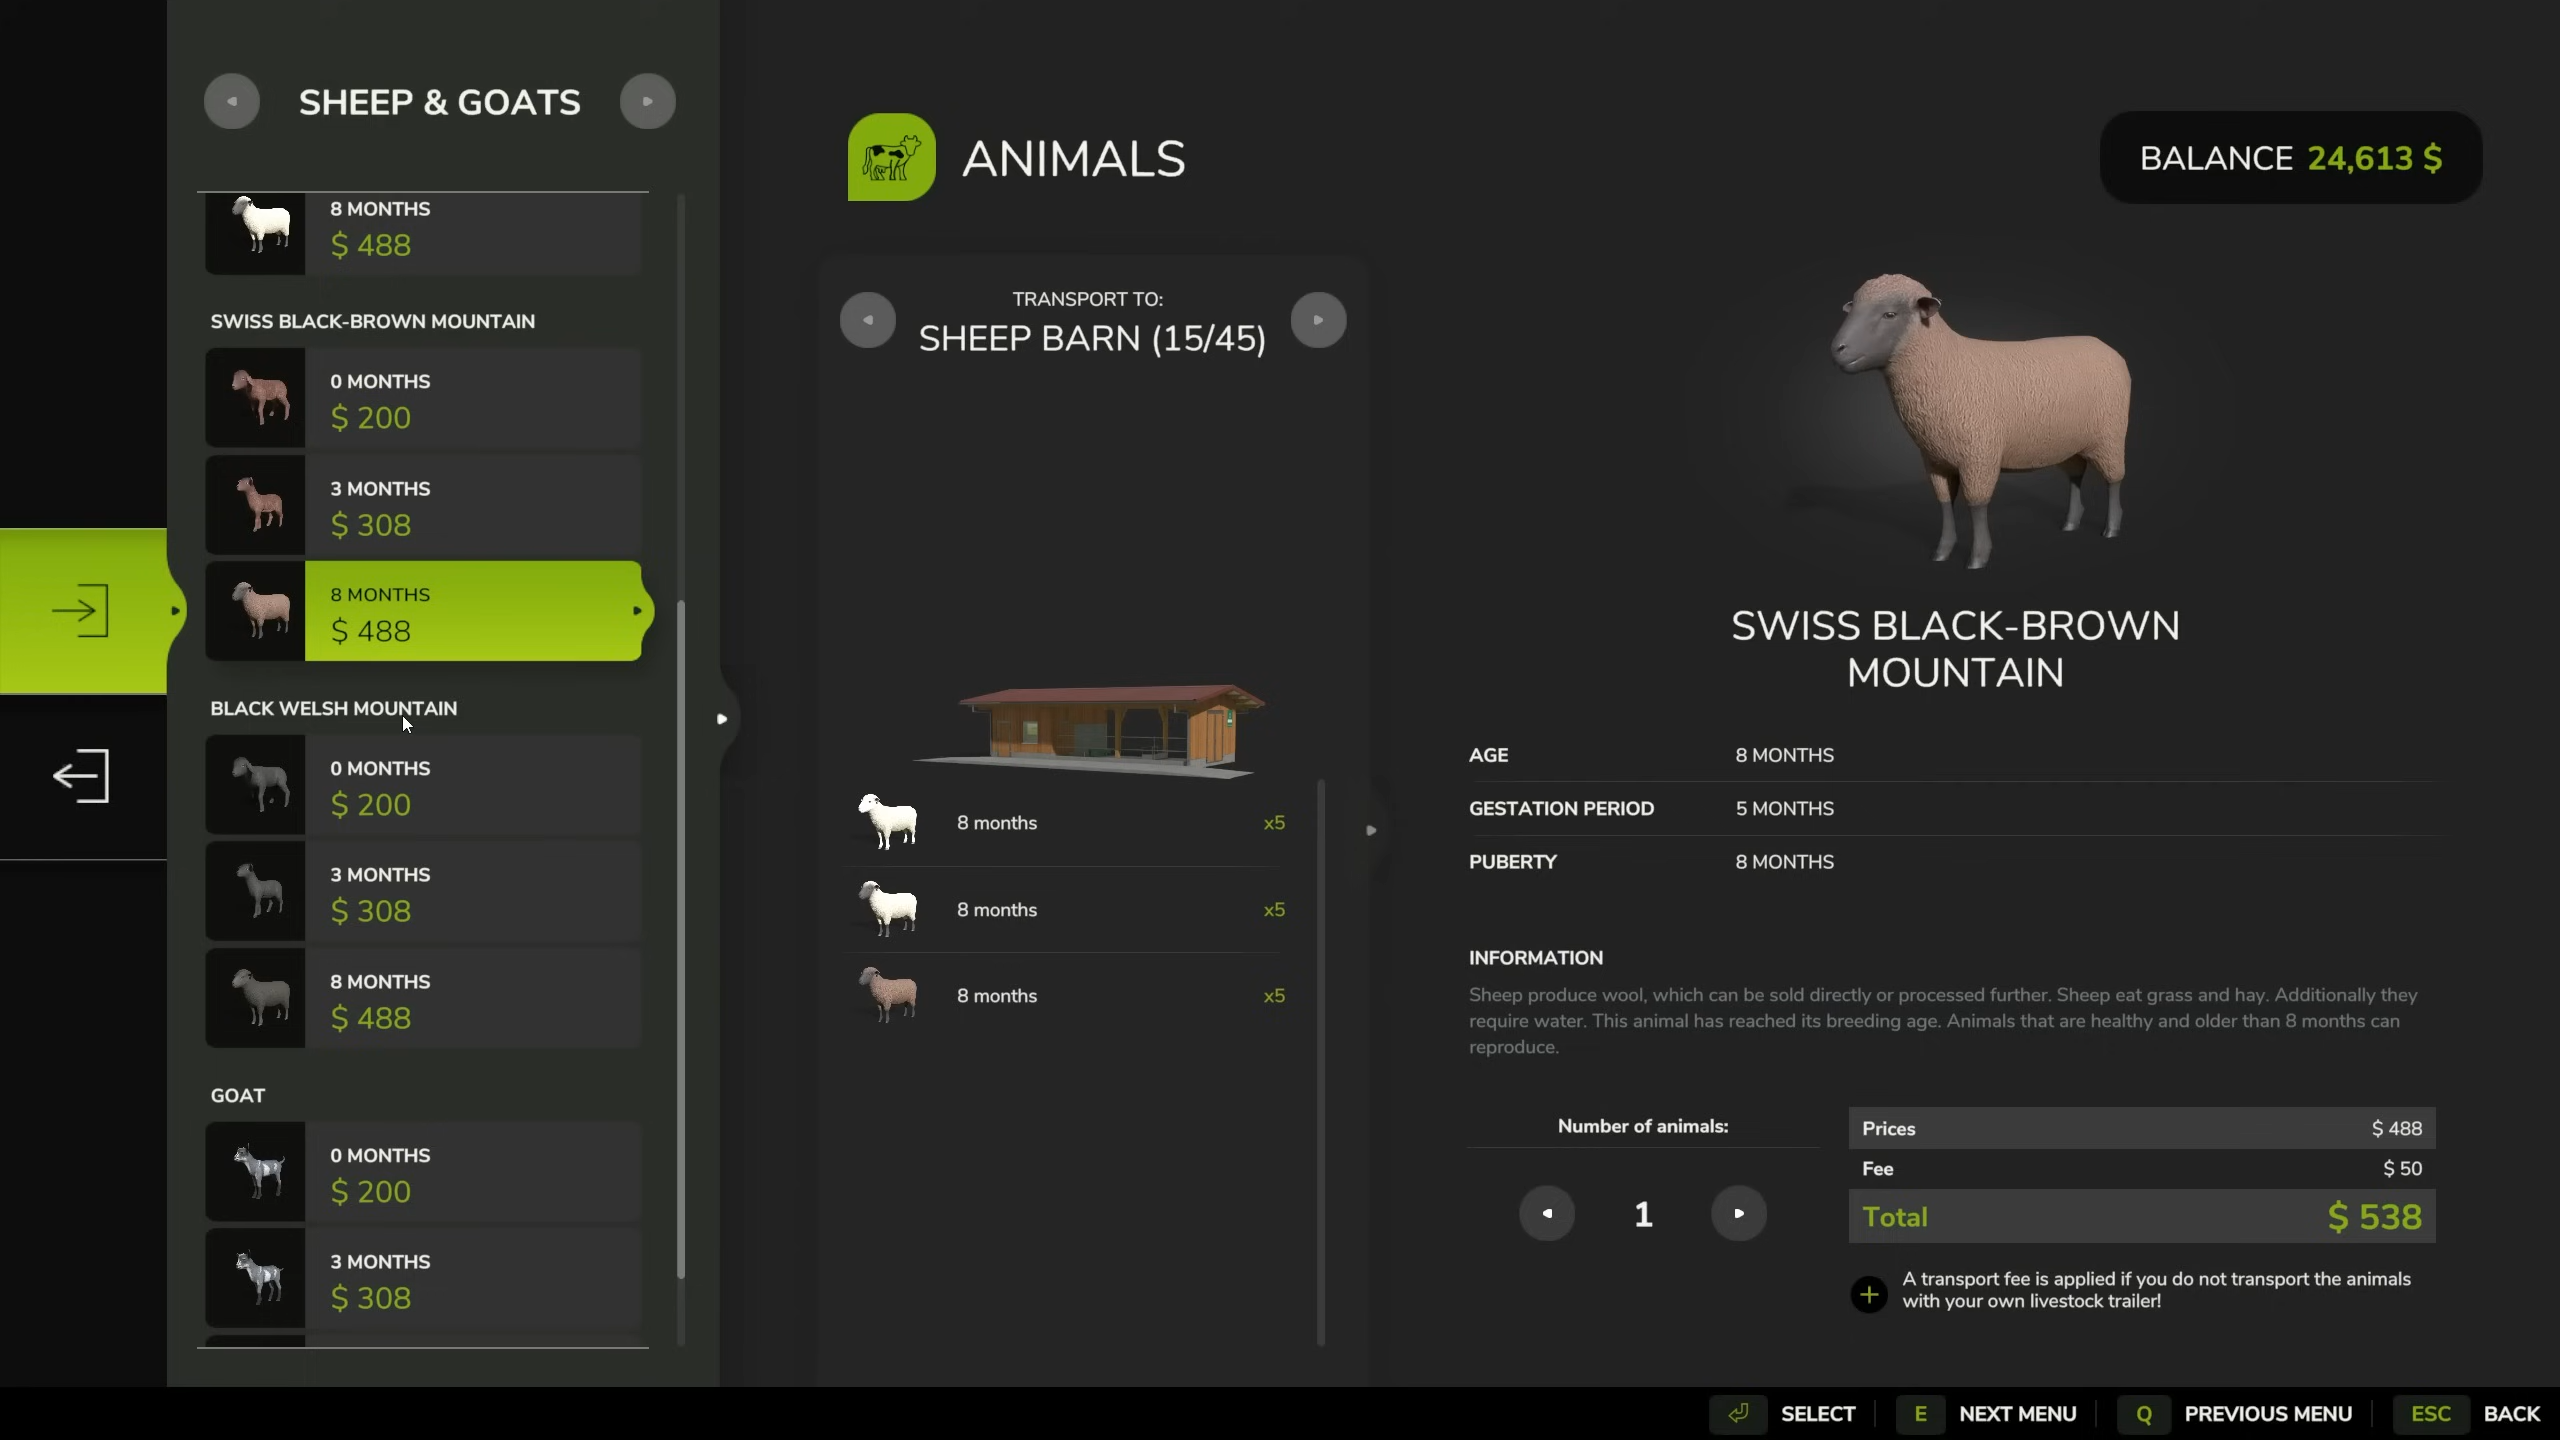 SHEEP & GOATS
8 MONTHS
$ 488
SWISS BLACK-BROWN MOUNTAIN
0 MONTHS
$ 200
3 MONTHS
$ 308
8 MONTHS
$ 488
BLACK WELSH MOUNTAIN
0 MONTHS
$ 200
3 MONTHS
$ 308
8 MONTHS
$ 488
GOAT
0 MONTHS
$ 200
3 MONTHS
$ 308
ANIMALS
BALANCE 24,613 $
TRANSPORT TO:
SHEEP BARN (15/45)
8 months x5
8 months x5
8 months x5
SWISS BLACK-BROWN
MOUNTAIN
AGE 8 MONTHS
GESTATION PERIOD 5 MONTHS
PUBERTY 8 MONTHS
INFORMATION
Sheep produce wool, which can be sold directly or processed further. Sheep eat grass and hay. Additionally they
require water. This animal has reached its breeding age. Animals that are healthy and older than 8 months can
reproduce.
Number of animals:
1
Prices $ 488
Fee $ 50
Total $ 538
A transport fee is applied if you do not transport the animals
with your own livestock trailer!
SELECT E NEXT MENU Q PREVIOUS MENU ESC BACK